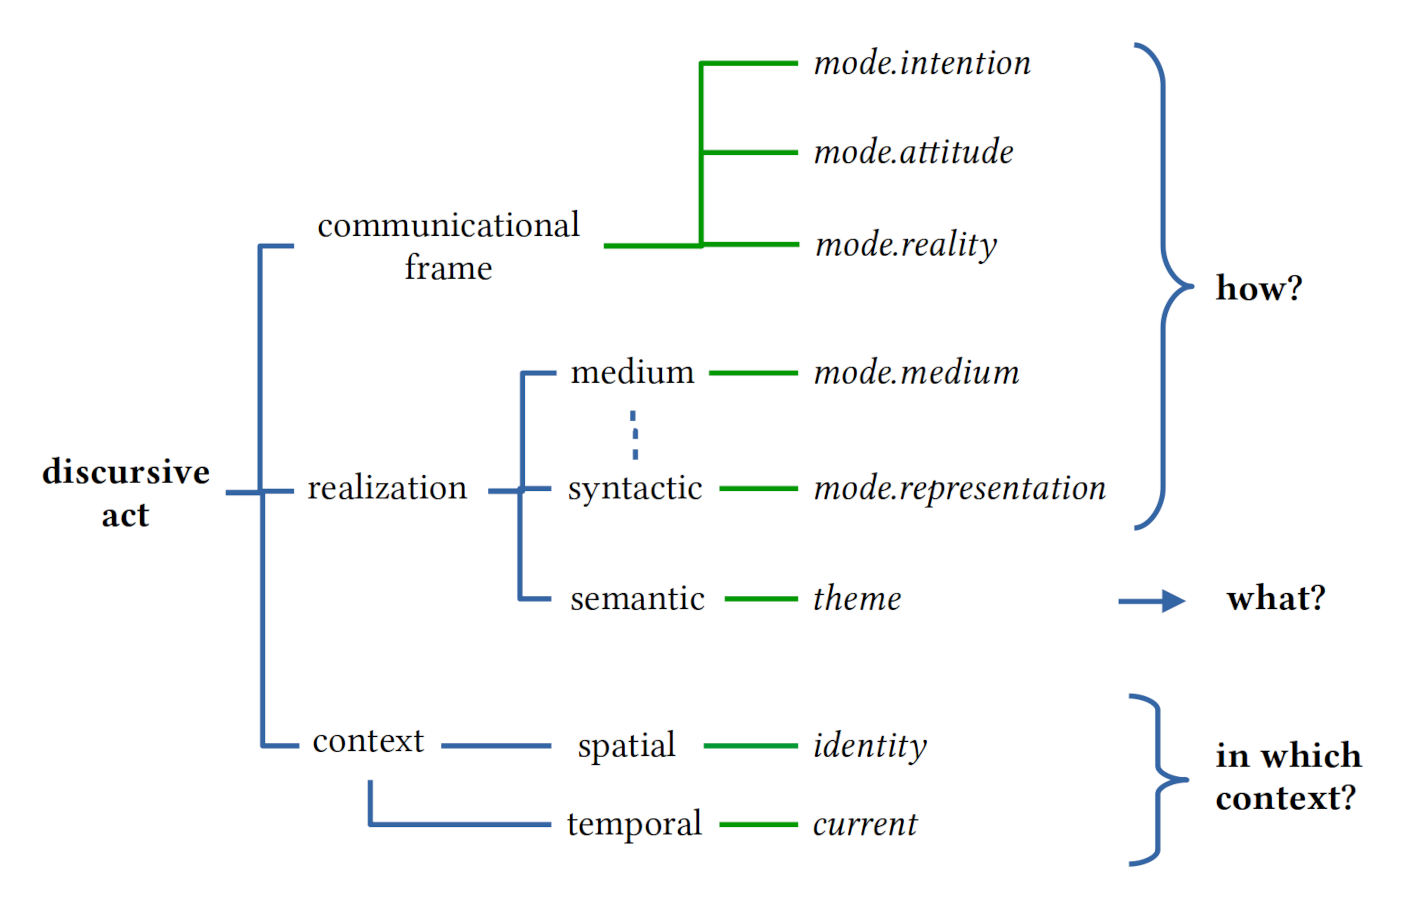 mode.intention
mode.attitude
communicational
frame
mode.reality
how?
medium
mode.medium
discursive
act
realization
syntactic
mode.representation
semantic
theme
what?
context
spatial
identity
in which
context?
temporal
current